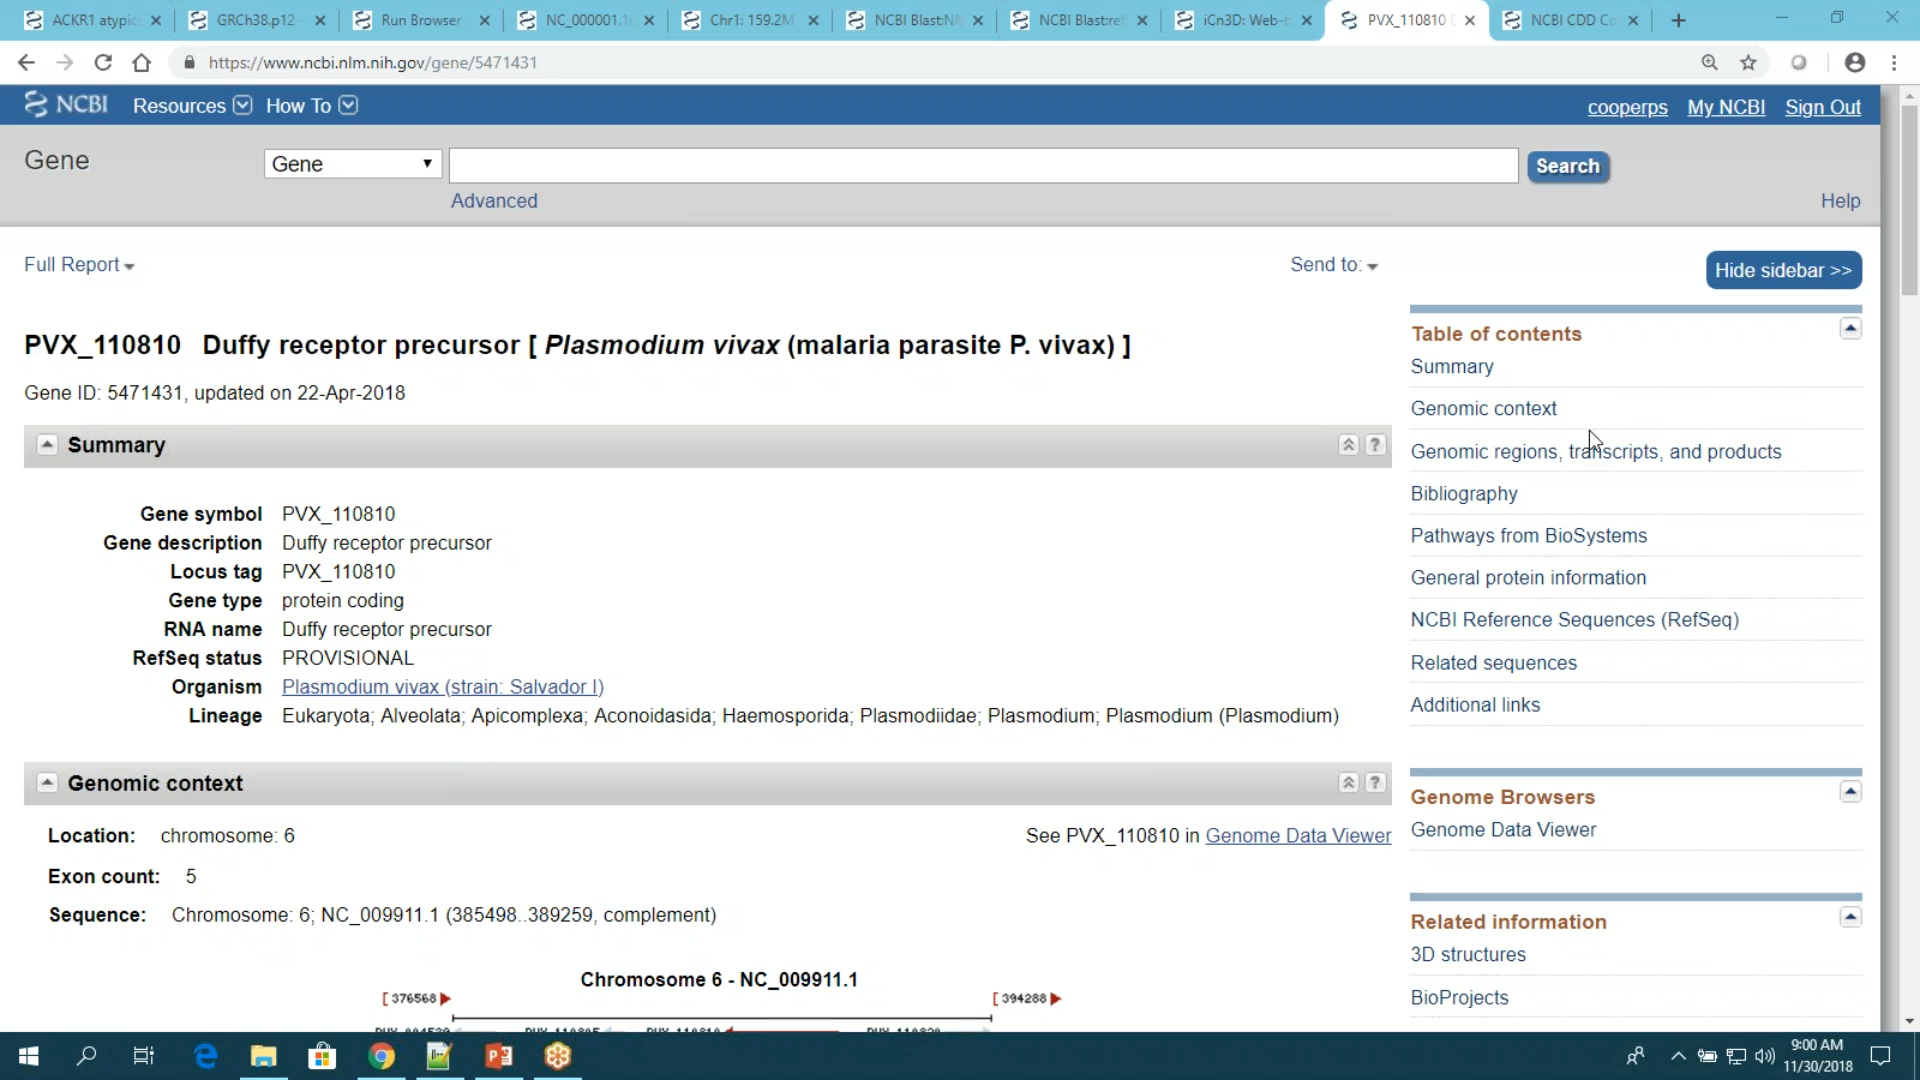 ACKR1 atypic
GRCh38.p12 -
Run Browser
NC_000001.1
Chr1: 159.2M
NCBI Blast:N
NCBI Blast:re
iCn3D: Web-
PVX_110810
NCBI CDD Co
https://www.ncbi.nlm.nih.gov/gene/5471431
NCBI Resources How To cooperps My NCBI Sign Out
Gene Gene Search
Advanced Help
Full Report Send to: Hide sidebar >>
PVX_110810 Duffy receptor precursor [ Plasmodium vivax (malaria parasite P. vivax) ]
Gene ID: 5471431, updated on 22-Apr-2018
Summary
Gene symbol PVX_110810
Gene description Duffy receptor precursor
Locus tag PVX_110810
Gene type protein coding
RNA name Duffy receptor precursor
RefSeq status PROVISIONAL
Organism Plasmodium vivax (strain: Salvador I)
Lineage Eukaryota; Alveolata; Apicomplexa; Aconoidasida; Haemosporida; Plasmodiidae; Plasmodium; Plasmodium (Plasmodium)
Genomic context
Location: chromosome: 6
See PVX_110810 in Genome Data Viewer
Exon count: 5
Sequence: Chromosome: 6; NC_009911.1 (385498..389259, complement)
Chromosome 6 - NC_009911.1
[ 376568
[ 394288
Table of contents
Summary
Genomic context
Genomic regions, transcripts, and products
Bibliography
Pathways from BioSystems
General protein information
NCBI Reference Sequences (RefSeq)
Related sequences
Additional links
Genome Browsers
Genome Data Viewer
Related information
3D structures
BioProjects
9:00 AM
11/30/2018